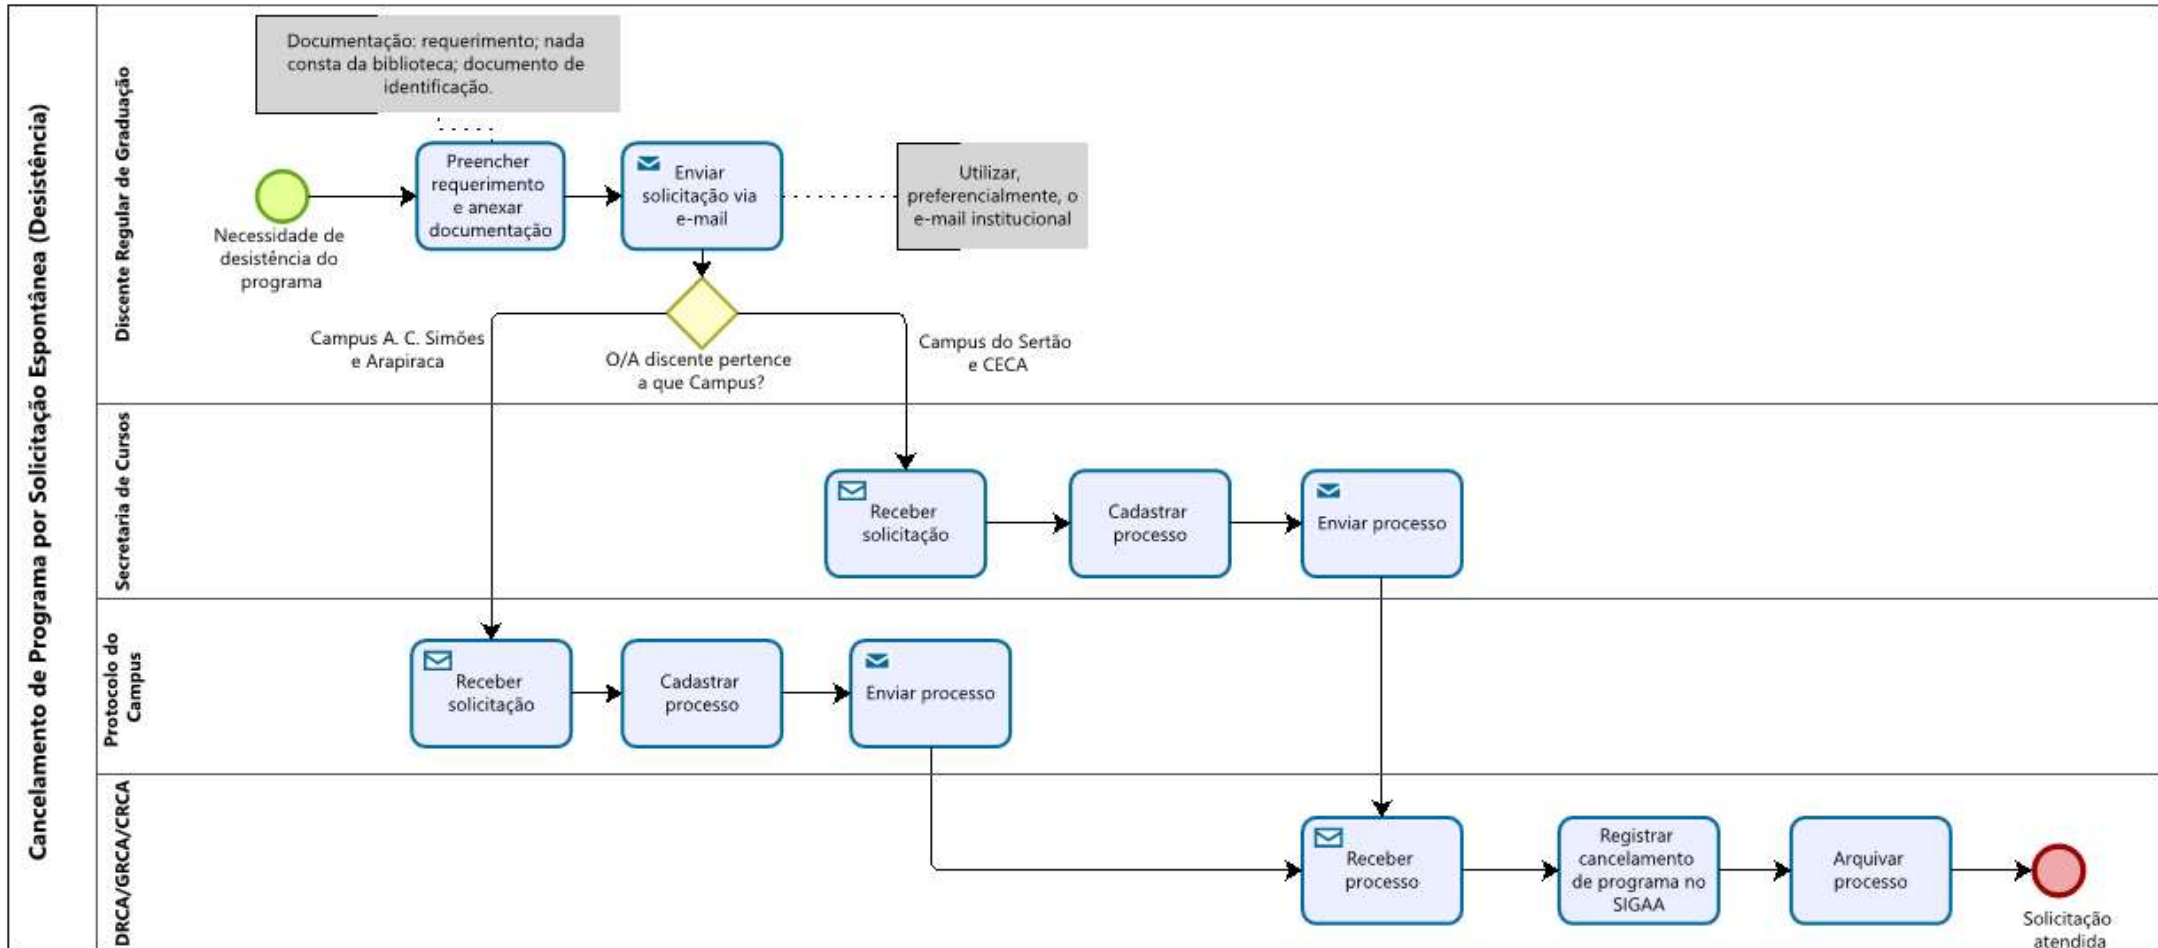 Cancelamento de Programa por Solicitação Espontânea (Desistência)
Discente Regular de Graduação
Documentação: requerimento; nada
consta da biblioteca; documento de
identificação.
Necessidade de
desistência do
programa
Preencher
requerimento
e anexar
documentação
Enviar
solicitação via
e-mail
Utilizar,
preferencialmente, o
e-mail institucional
Campus A. C. Simões
e Arapiraca
O/A discente pertence
a que Campus?
Campus do Sertão
e CECA
Secretaria de Cursos
Receber
solicitação
Cadastrar
processo
Enviar processo
Protocolo do
Campus
Receber
solicitação
Cadastrar
processo
Enviar processo
DRCA/GRCA/CRCA
Receber
processo
Registrar
cancelamento
de programa no
SIGAA
Arquivar
processo
Solicitação
atendida